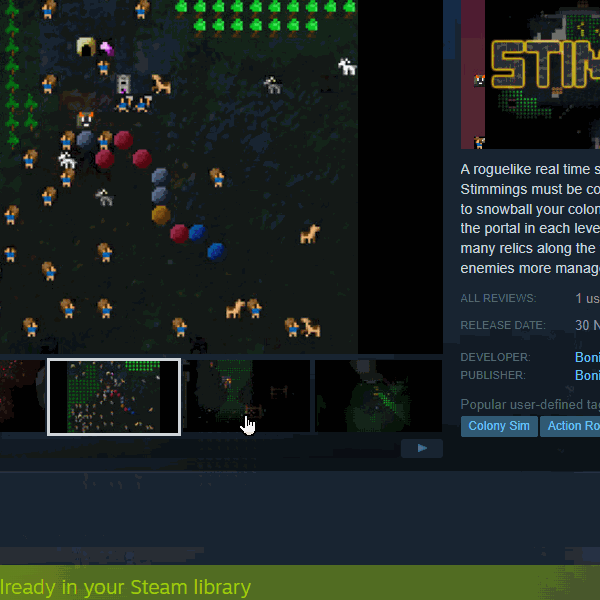 STIM
A roguelike real time s
Stimmings must be co
to snowball your colon
the portal in each leve
many relics along the
enemies more manag
ALL REVIEWS: 1 us
RELEASE DATE: 30 N
DEVELOPER: Boni
PUBLISHER: Boni
Popular user-defined tag
Colony Sim Action Ro
lready in your Steam library